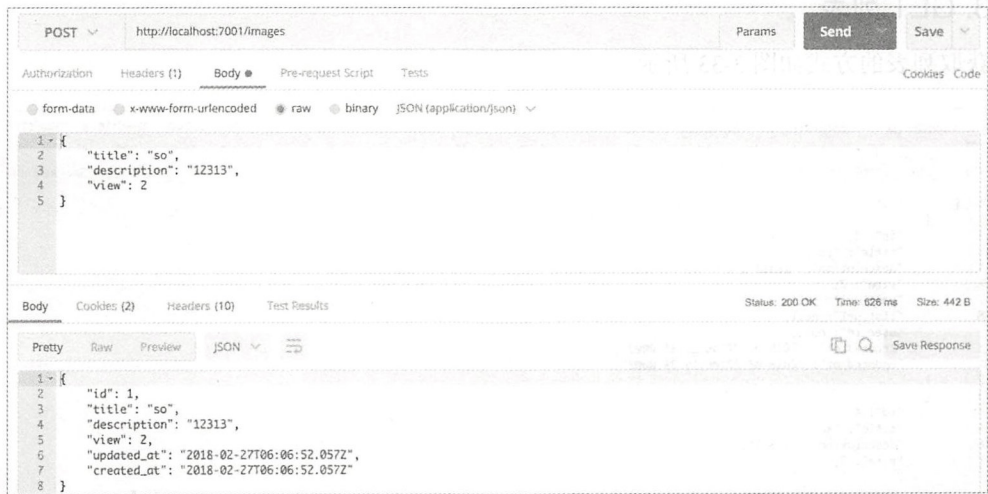 POST http://localhost:7001/images Params Send Save
Authorization Headers (1) Body Pre-request Script Tests Cookies Code
form-data x-www-form-urlencoded raw binary JSON (application/json)
1 {
2 "title": "so",
3 "description": "12313",
4 "view": 2
5 }
Body Cookies (2) Headers (10) Test Results Status: 200 OK Time: 626 ms Size: 442 B
Pretty Raw Preview JSON Save Response
1 {
2 "id": 1,
3 "title": "so",
4 "description": "12313",
5 "view": 2,
6 "updated_at": "2018-02-27T06:06:52.057Z",
7 "created_at": "2018-02-27T06:06:52.057Z"
8 }